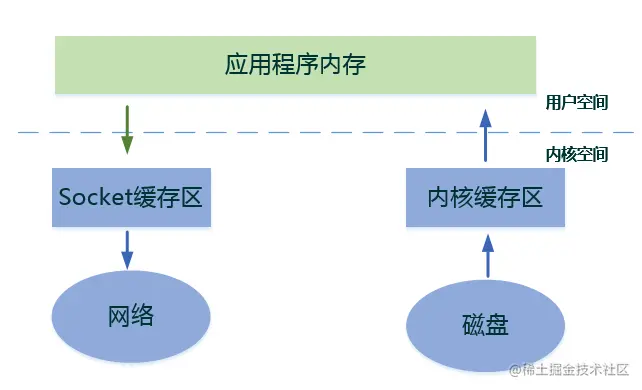 应用程序内存
用户空间
内核空间
Socket缓存区
内核缓存区
网络
磁盘
@稀土掘金技术社区